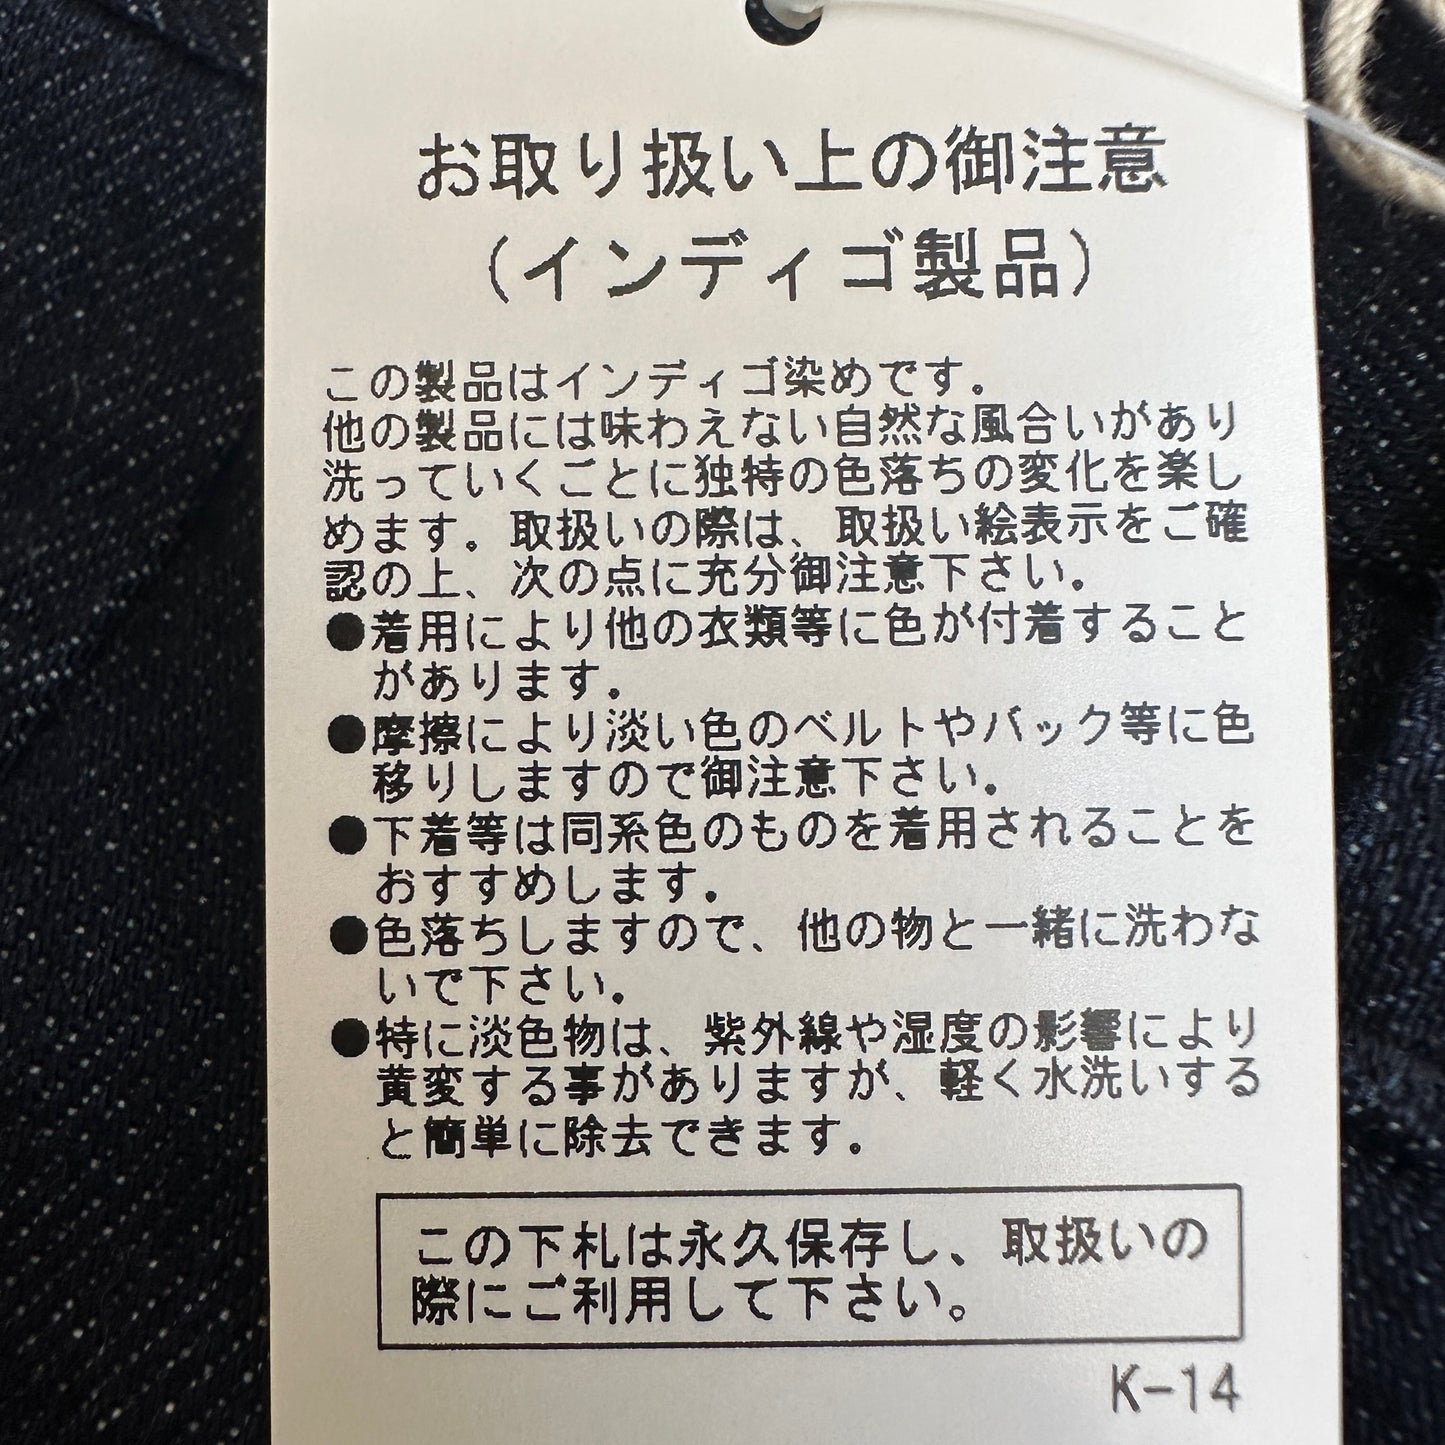 お取り扱い上の御注意
（インディゴ製品）
この製品はインディゴ染めです。
他の製品には味わえない自然な風合いがあり
洗っていくごとに独特の色落ちの変化を楽し
めます。取扱いの際は、取扱い絵表示をご確
認の上、次の点に充分御注意下さい。
●着用により他の衣類等に色が付着すること
があります。
●摩擦により淡い色のベルトやバック等に色
移りしますので御注意下さい。
●下着等は同系色のものを着用されることを
おすすめします。
●色落ちしますので、他の物と一緒に洗わな
いで下さい。
●特に淡色物は、紫外線や湿度の影響により
黄変する事がありますが、軽く水洗いする
と簡単に除去できます。
この下札は永久保存し、取扱いの
際にご利用して下さい。
K-14